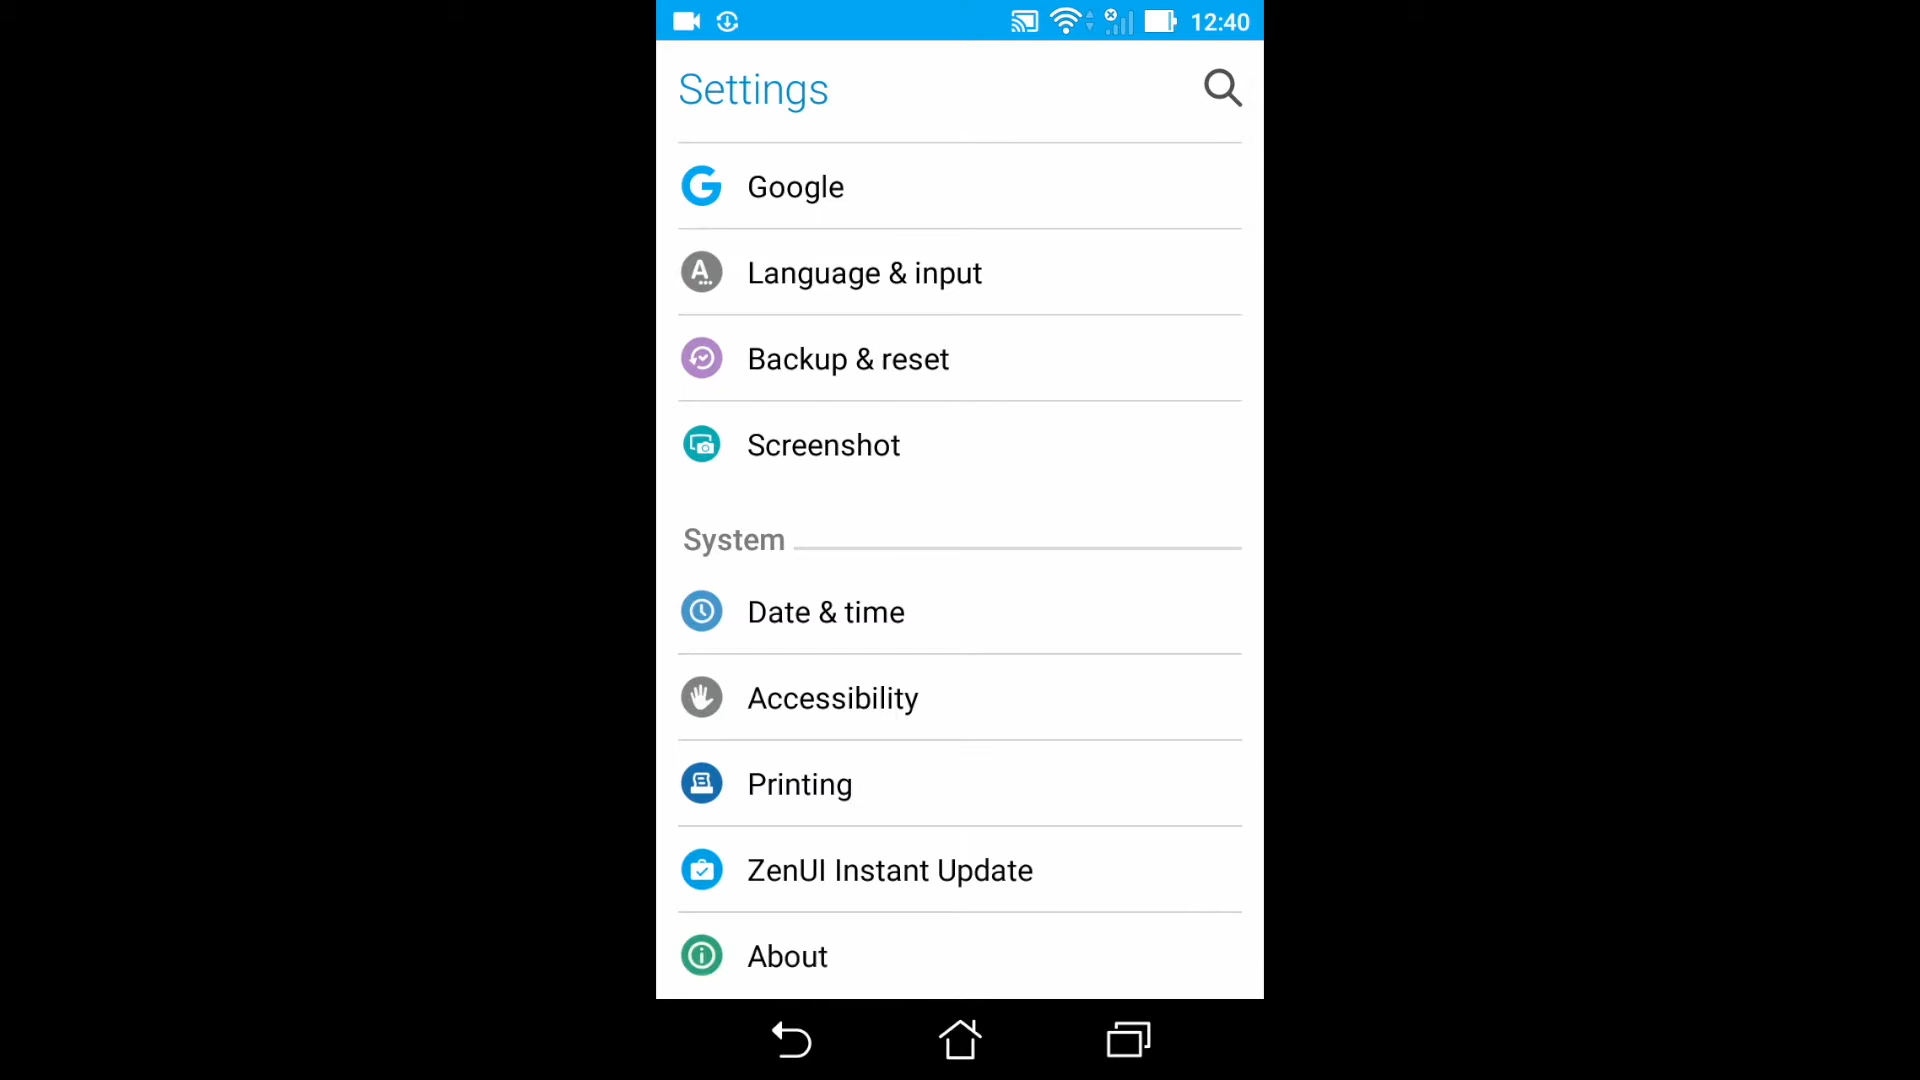 12:40
Settings
Google
Language & input
Backup & reset
Screenshot
System
Date & time
Accessibility
Printing
ZenUI Instant Update
About